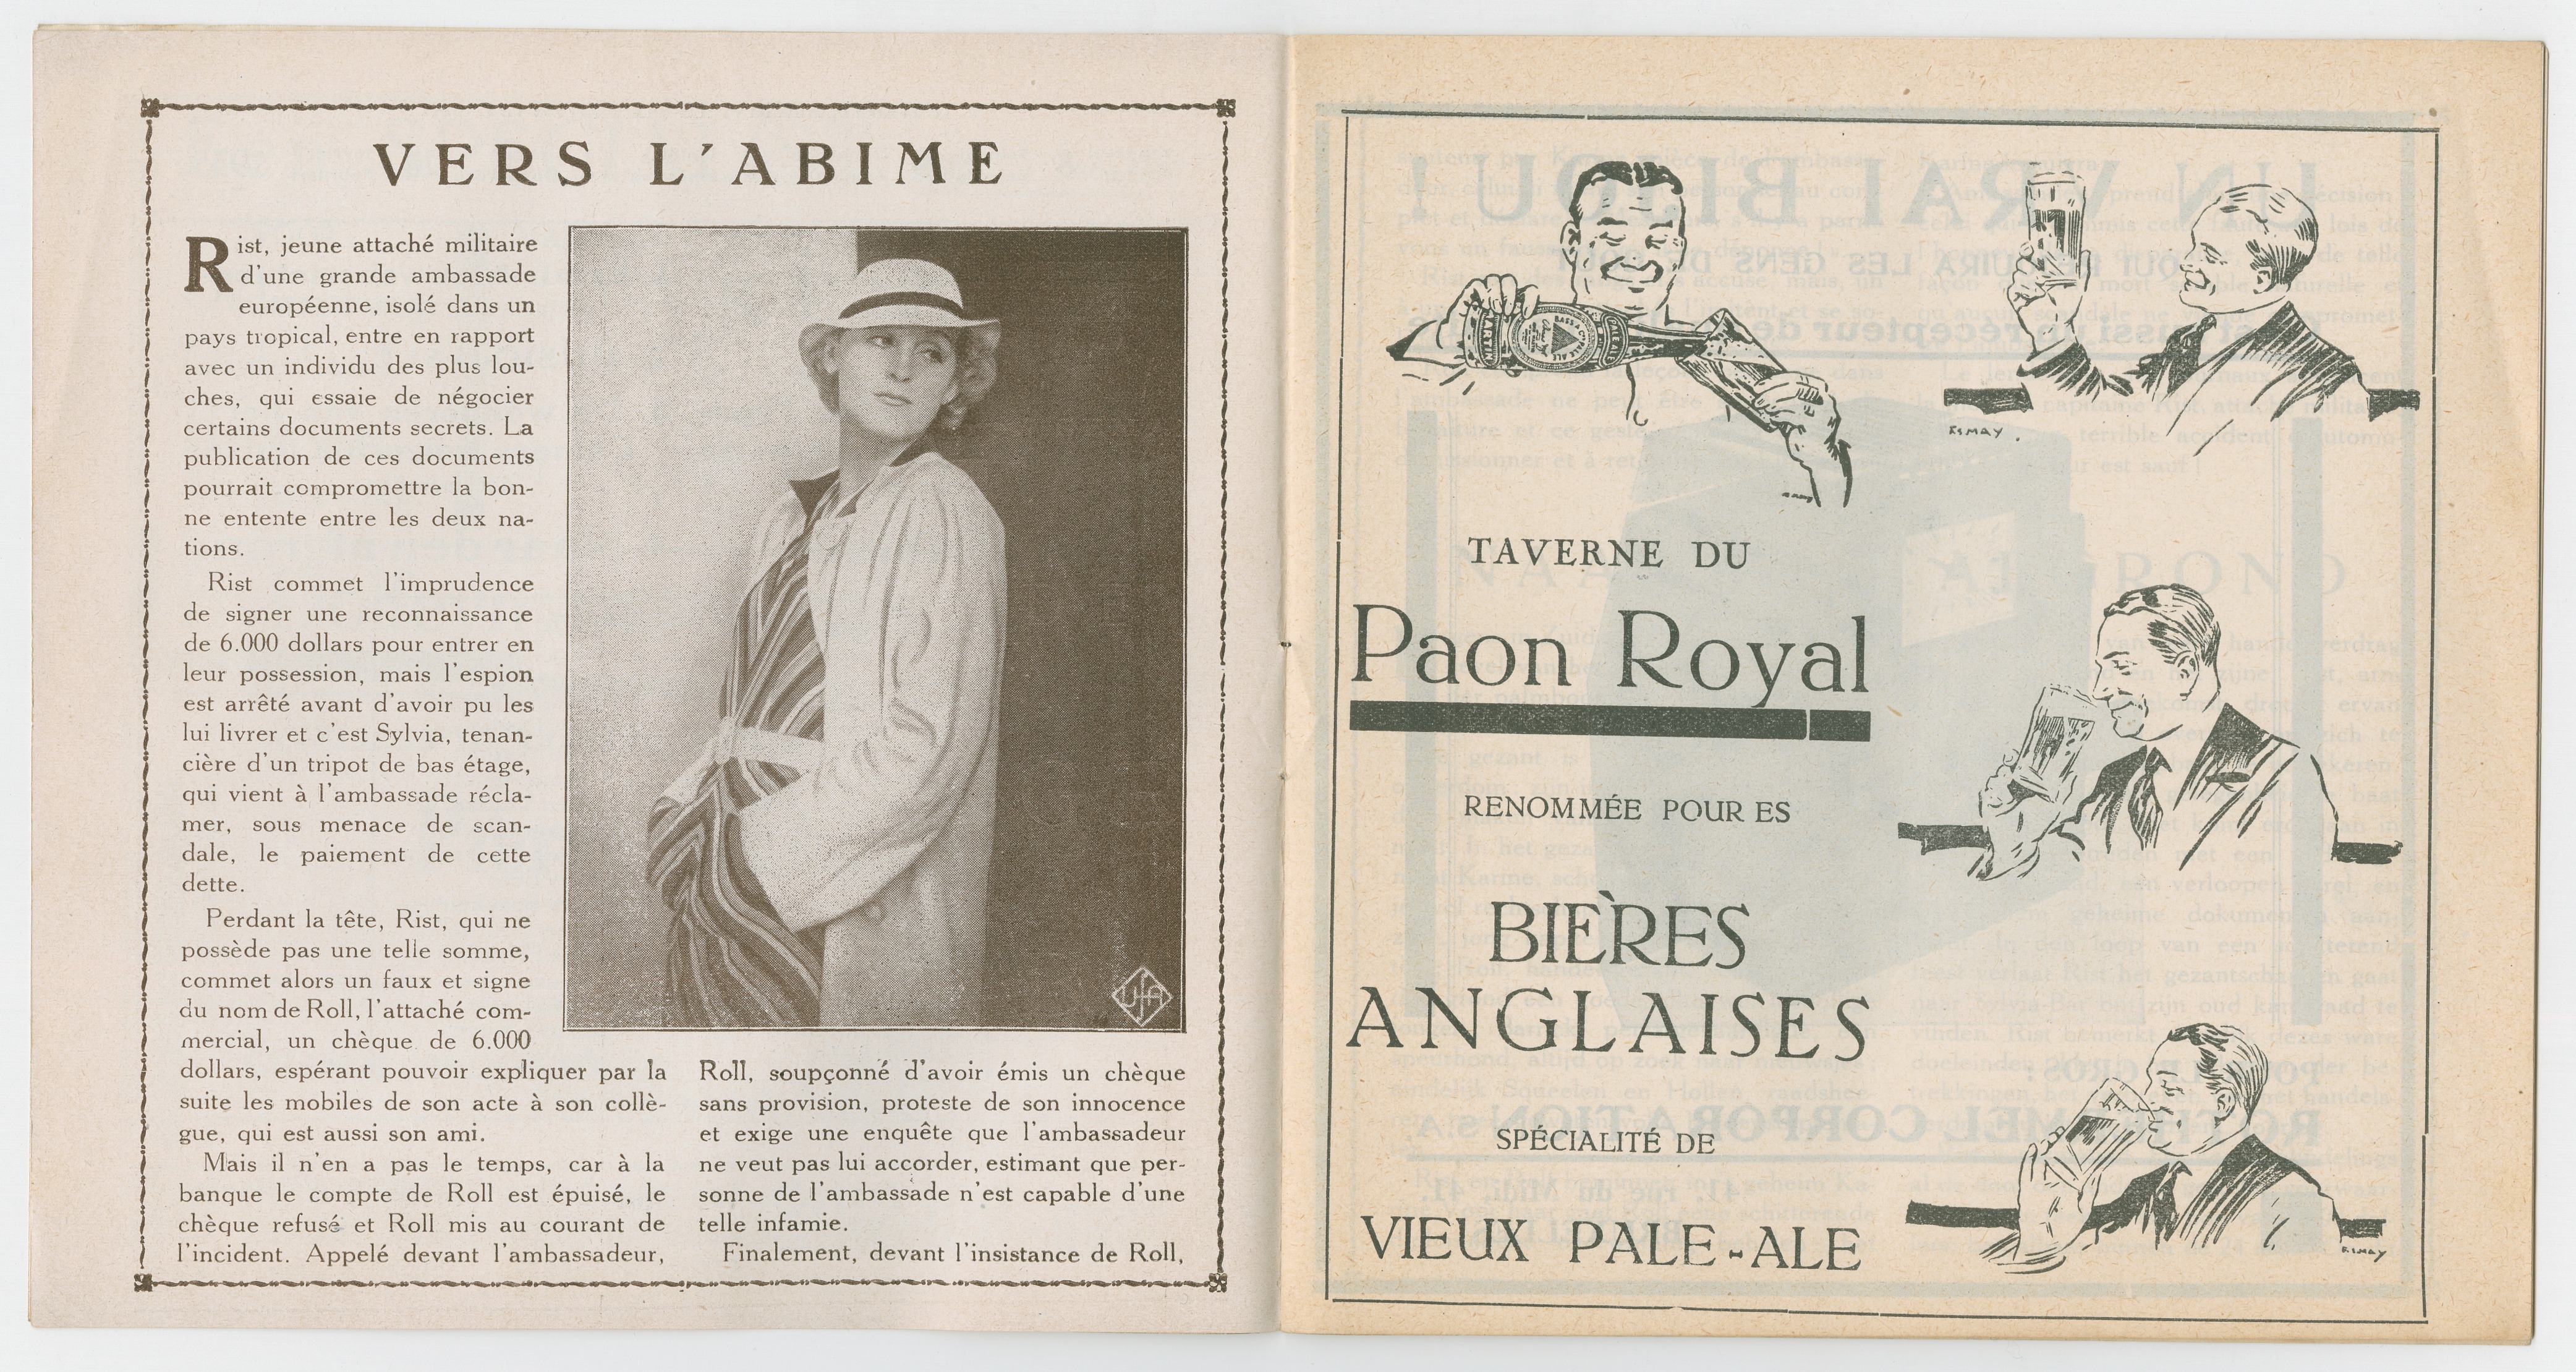 VERS L'ABIME
Rist, jeune attaché militaire
d'une grande ambassade
européenne, isolé dans un
pays tropical, entre en rapport
avec un individu des plus lou-
ches, qui essaie de négocier
certains documents secrets. La
publication de ces documents
pourrait compromettre la bon-
ne entente entre les deux na-
tions.
Rist commet l'imprudence
de signer une reconnaissance
de 6.000 dollars pour entrer en
leur possession, mais l'espion
est arrêté avant d'avoir pu les
lui livrer et c'est Sylvia, tenan-
cière d'un tripot de bas étage,
qui vient à l'ambassade récla-
mer, sous menace de scan-
dale, le paiement de cette
dette.
Perdant la tête, Rist, qui ne
possède pas une telle somme,
commet alors un faux et signe
du nom de Roll, l'attaché com-
mercial, un chèque de 6.000
dollars, espérant pouvoir expliquer par la
suite les mobiles de son acte à son collè-
gue, qui est aussi son ami.
Mais il n'en a pas le temps, car à la
banque le compte de Roll est épuisé, le
chèque refusé et Roll mis au courant de
l'incident. Appelé devant l'ambassadeur,
Ufa
Roll, soupçonné d'avoir émis un chèque
sans provision, proteste de son innocence
et exige une enquête que l'ambassadeur
ne veut pas lui accorder, estimant que per-
sonne de l'ambassade n'est capable d'une
telle infamie.
Finalement, devant l'insistance de Roll,
ESMAY.
TAVERNE DU
Paon Royal
RENOMMÉE POUR ES
BIÈRES
ANGLAISES
SPÉCIALITÉ DE
VIEUX PALE-ALE
ESMAY